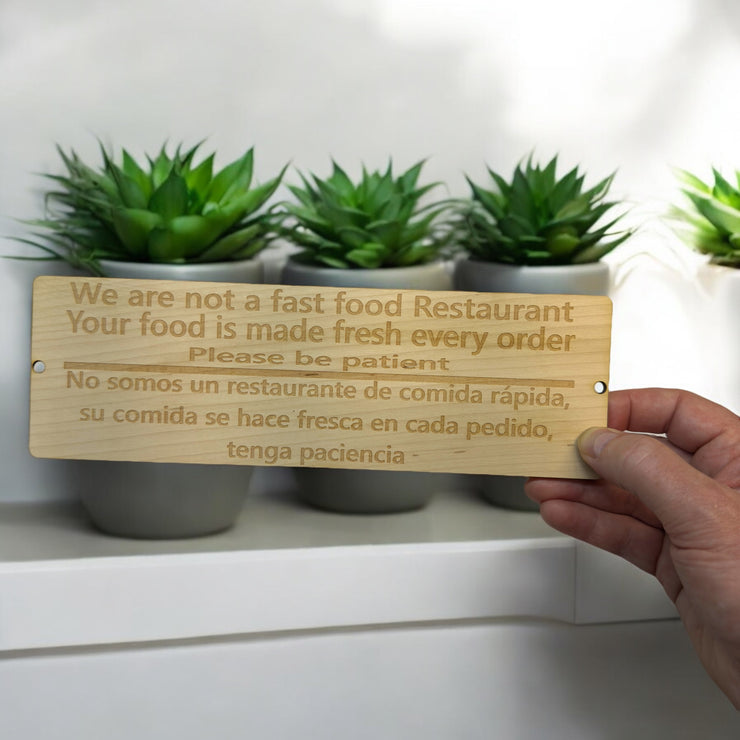 We are not a fast food Restaurant
Your food is made fresh every order
Please be patient
No somos un restaurante de comida rápida,
su comida se hace fresca en cada pedido,
tenga paciencia -